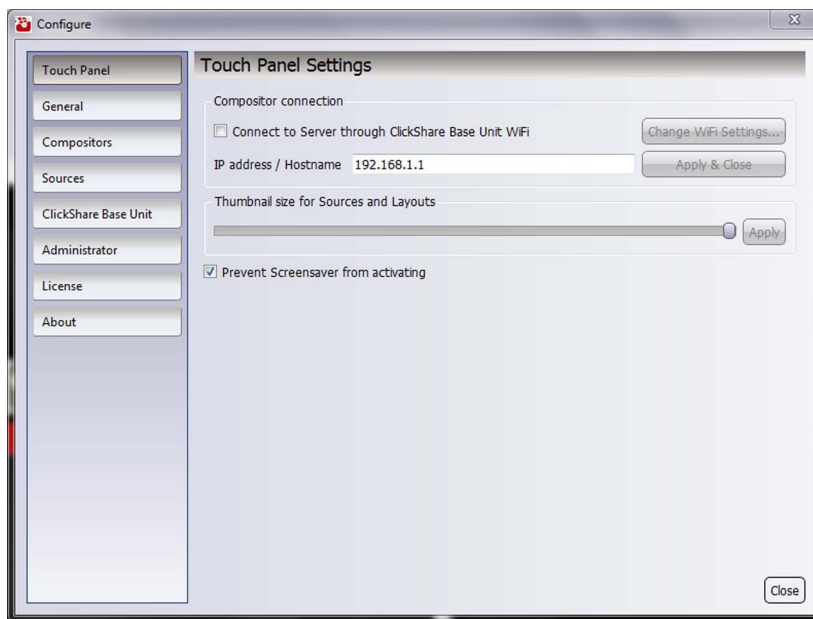 Configure
Touch Panel
General
Compositors
Sources
ClickShare Base Unit
Administrator
License
About
Touch Panel Settings
Compositor connection
Connect to Server through ClickShare Base Unit WiFi
Change WiFi Settings...
IP address / Hostname 192.168.1.1
Apply & Close
Thumbnail size for Sources and Layouts
Apply
Prevent Screensaver from activating
Close